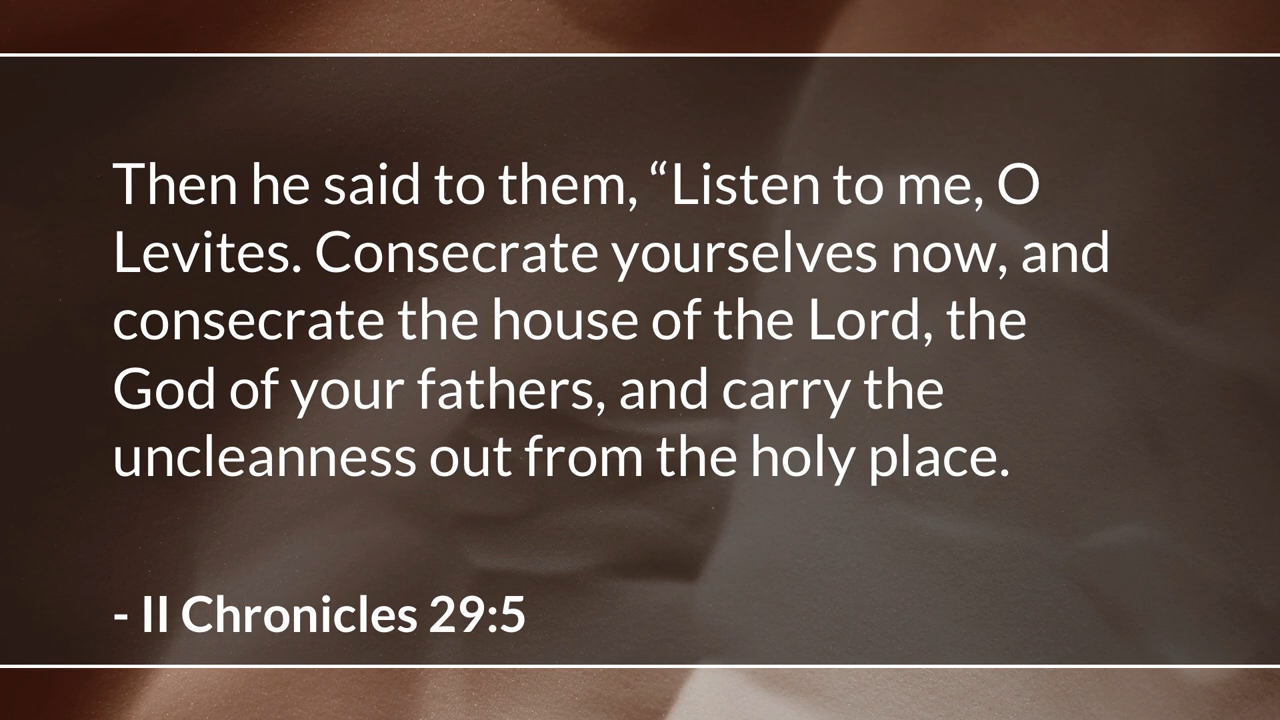 Then he said to them, “Listen to me, O
Levites. Consecrate yourselves now, and
consecrate the house of the Lord, the
God of your fathers, and carry the
uncleanness out from the holy place.
- II Chronicles 29:5